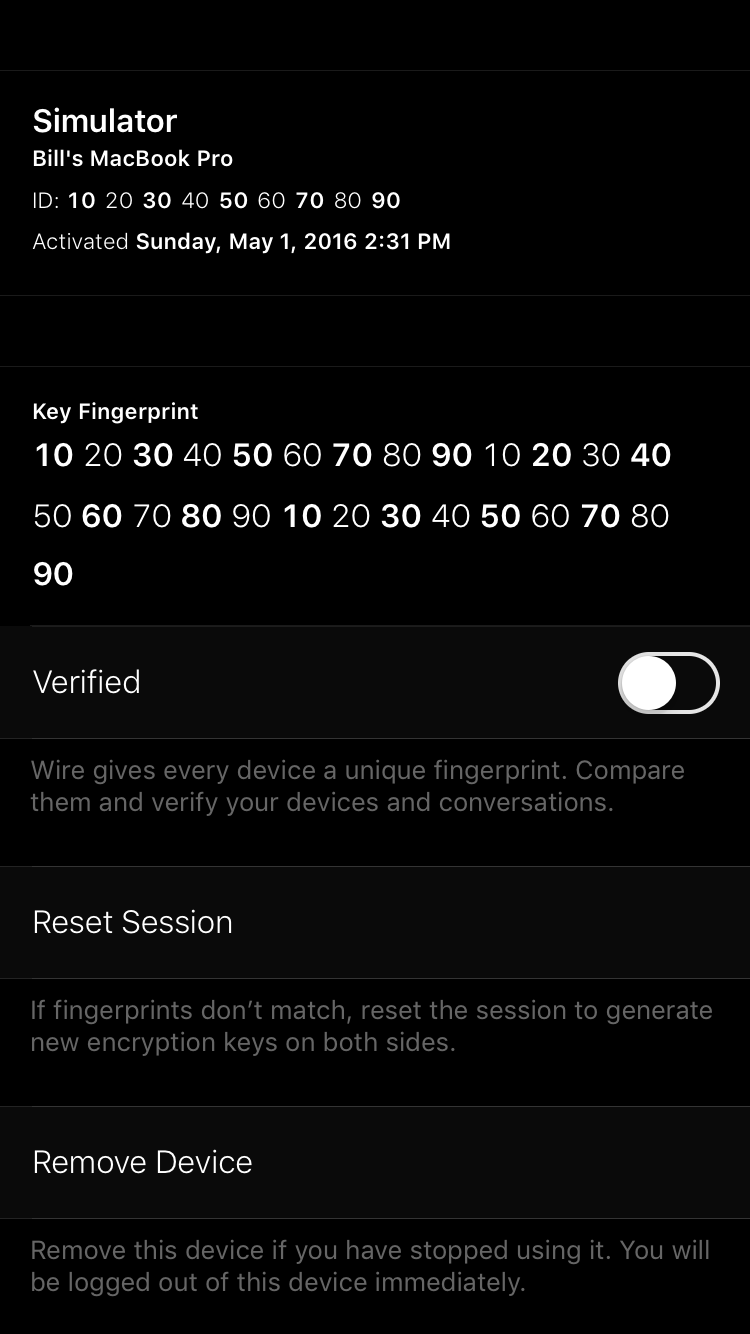 Simulator
Bill's MacBook Pro
ID: 10 20 30 40 50 60 70 80 90
Activated Sunday, May 1, 2016 2:31 PM
Key Fingerprint
10 20 30 40 50 60 70 80 90 10 20 30 40
50 60 70 80 90 10 20 30 40 50 60 70 80
90
Verified
Wire gives every device a unique fingerprint. Compare
them and verify your devices and conversations.
Reset Session
If fingerprints don’t match, reset the session to generate
new encryption keys on both sides.
Remove Device
Remove this device if you have stopped using it. You will
be logged out of this device immediately.